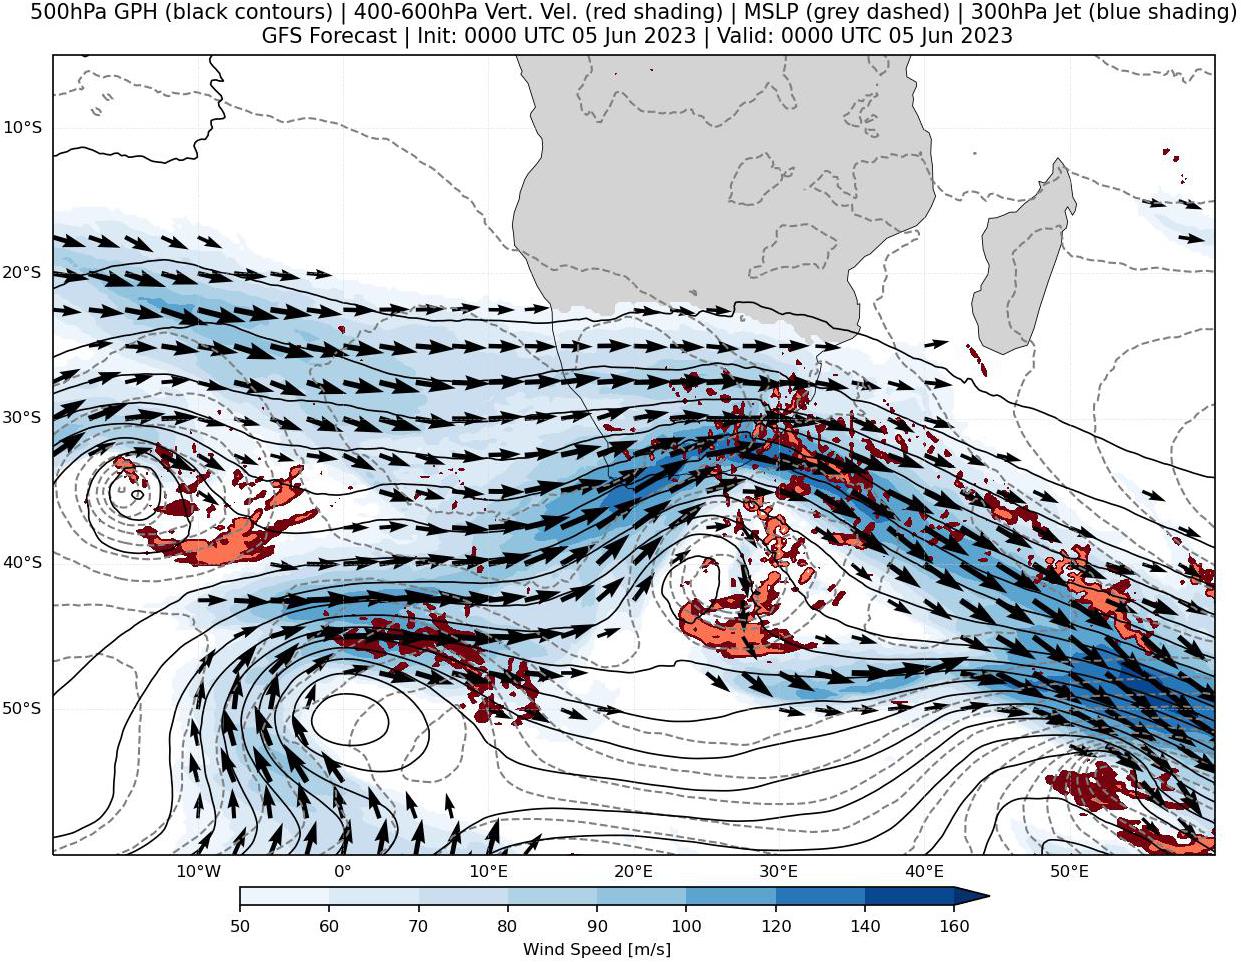 500hPa GPH (black contours) | 400-600hPa Vert. Vel. (red shading) | MSLP (grey dashed) | 300hPa Jet (blue shading)
GFS Forecast | Init: 0000 UTC 05 Jun 2023 | Valid: 0000 UTC 05 Jun 2023
10°S
20°S
30°S
40°S
50°S
10°W 0° 10°E 20°E 30°E 40°E 50°E
50 60 70 80 90 100 120 140 160
Wind Speed [m/s]